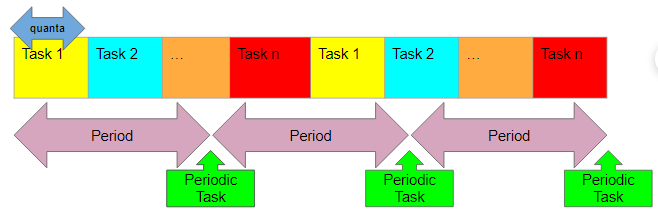 quanta
Task 1 Task 2 ... Task n Task 1 Task 2 ... Task n
Period Period Period
Periodic Periodic Periodic
Task Task Task